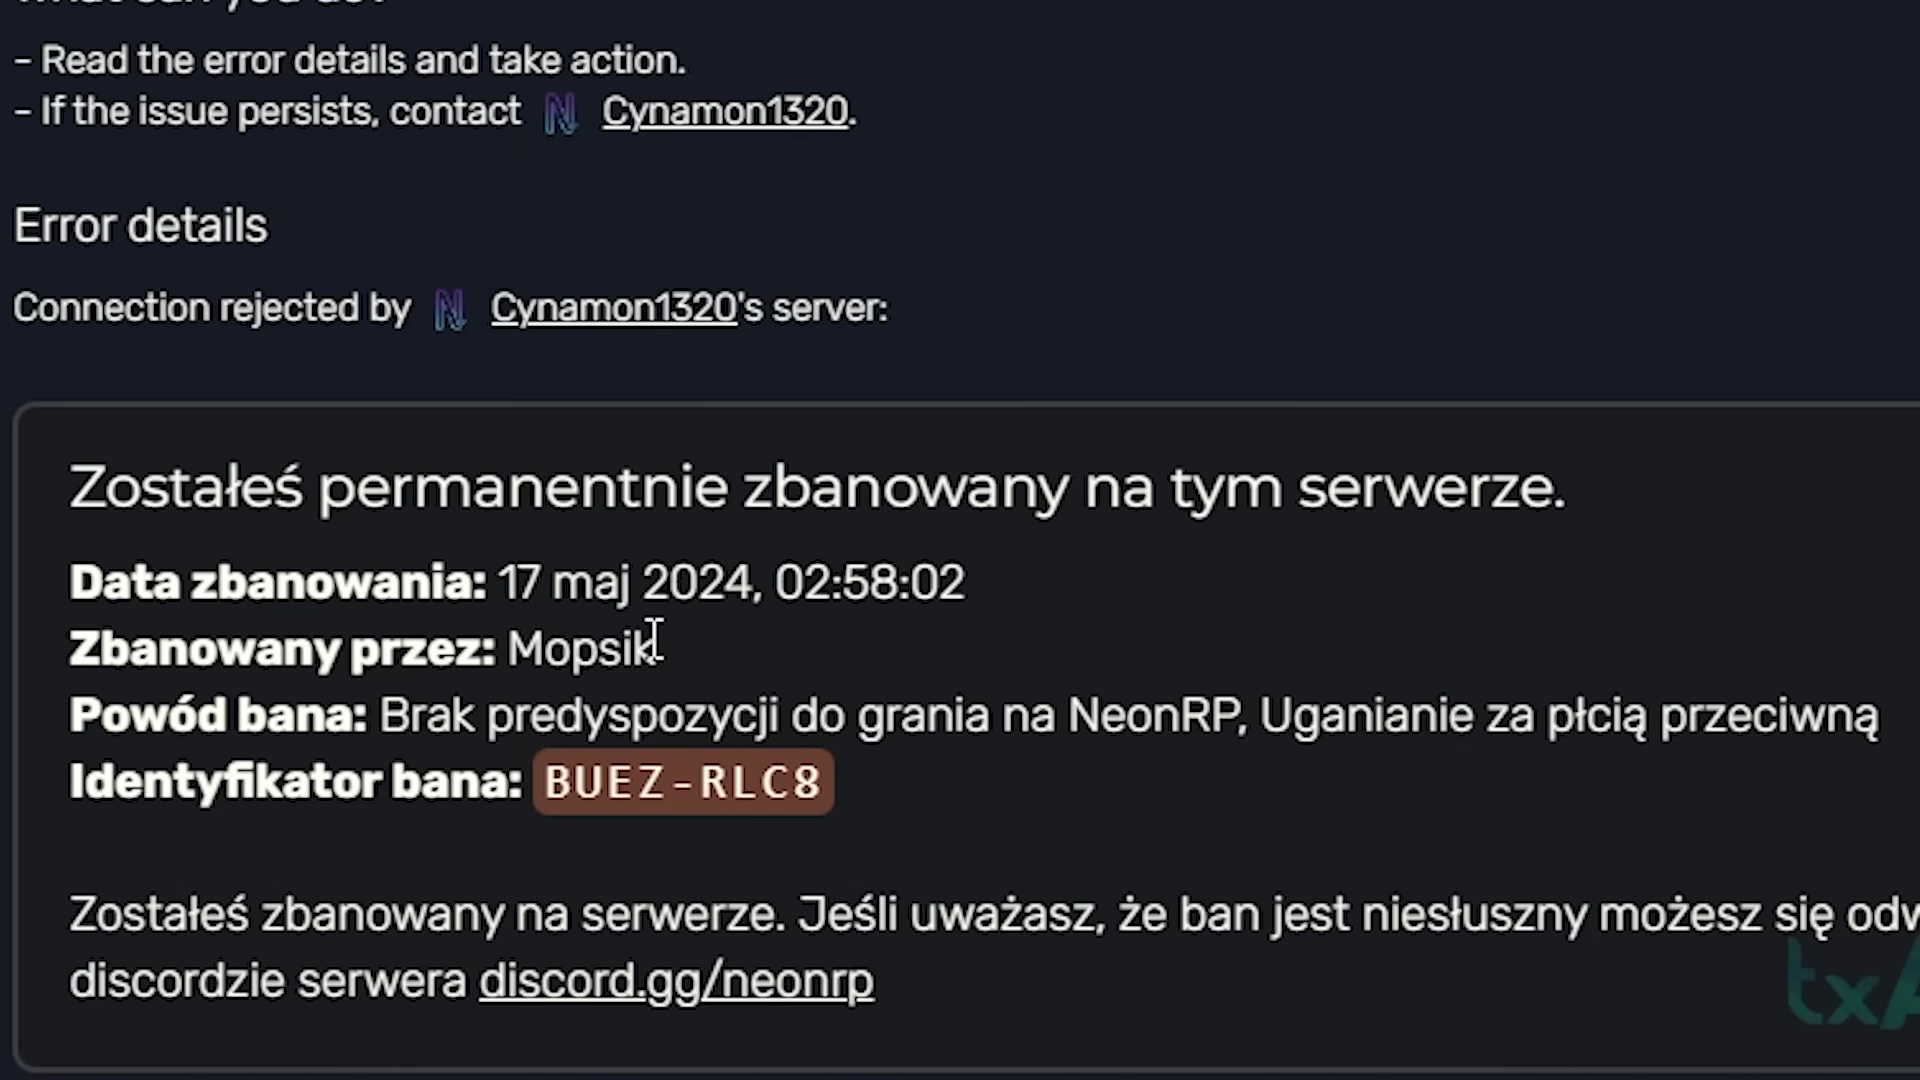 - Read the error details and take action.
- If the issue persists, contact Cynamon1320.
Error details
Connection rejected by Cynamon1320's server:
Zostałeś permanentnie zbanowany na tym serwerze.
Data zbanowania: 17 maj 2024, 02:58:02
Zbanowany przez: Mopsik
Powód bana: Brak predyspozycji do grania na NeonRP, Uganianie za płcią przeciwną
Identyfikator bana: BUEZ-RLC8
Zostałeś zbanowany na serwerze. Jeśli uważasz, że ban jest niesłuszny możesz się odw
discordzie serwera discord.gg/neonrp
txA